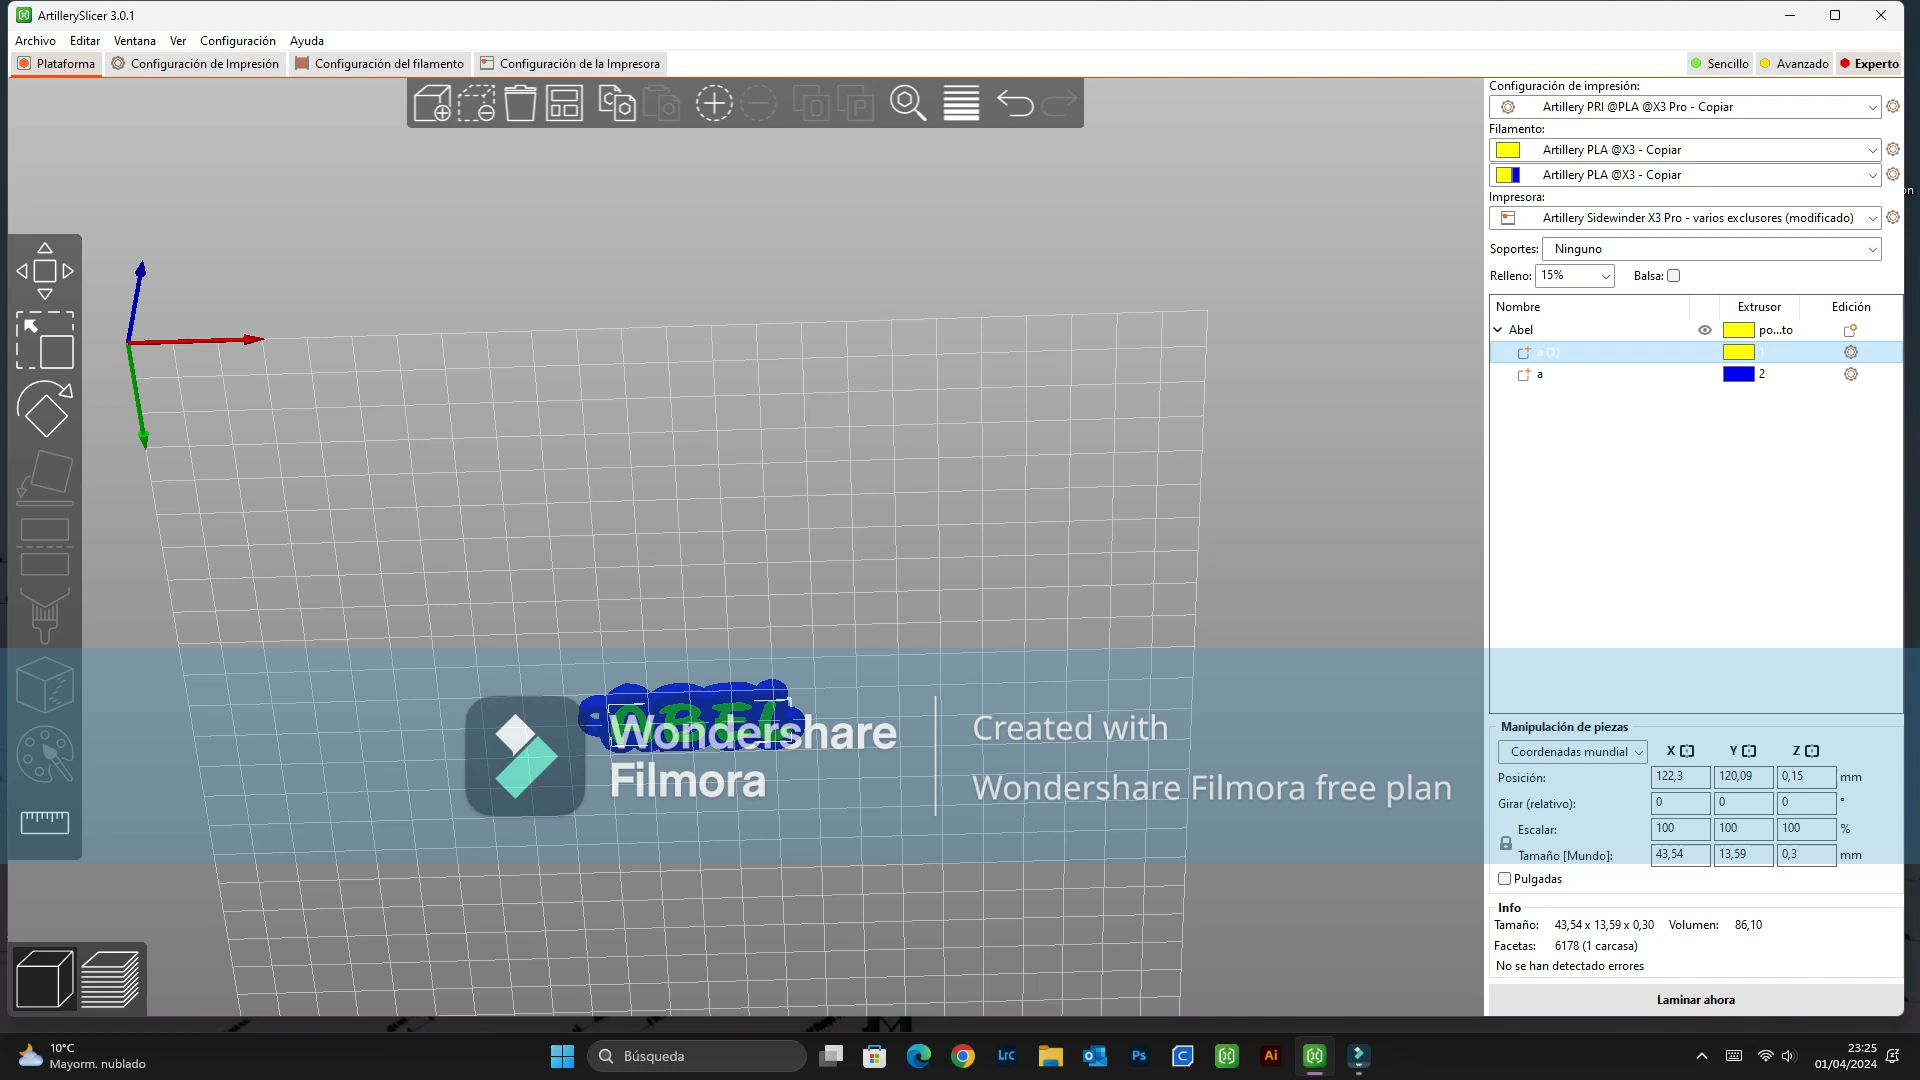 ArtillerySlicer 3.0.1
Archivo Editar Ventana Ver Configuración Ayuda
Plataforma Configuración de Impresión Configuración del filamento Configuración de la Impresora Sencillo Avanzado Experto
Configuración de impresión:
Artillery PRI @PLA @X3 Pro - Copiar
Filamento:
Artillery PLA @X3 - Copiar
Artillery PLA @X3 - Copiar
Impresora:
Artillery Sidewinder X3 Pro - varios exclusores (modificado)
Soportes: Ninguno
Relleno: 15% Balsa:
Nombre Extrusor Edición
Abel po...to
a (1) 1
a 2
Manipulación de piezas
Coordenadas mundial X Y Z
Posición: 122,3 120,09 0,15 mm
Girar (relativo): 0 0 0 °
Escalar: 100 100 100 %
Tamaño [Mundo]: 43,54 13,59 0,3 mm
Pulgadas
Info
Tamaño: 43,54 x 13,59 x 0,30 Volumen: 86,10
Facetas: 6178 (1 carcasa)
No se han detectado errores
Laminar ahora
Wondershare
Filmora
Created with
Wondershare Filmora free plan
10°C
Mayorm. nublado
Búsqueda
Lrc
Ps
Ai
23:25
01/04/2024